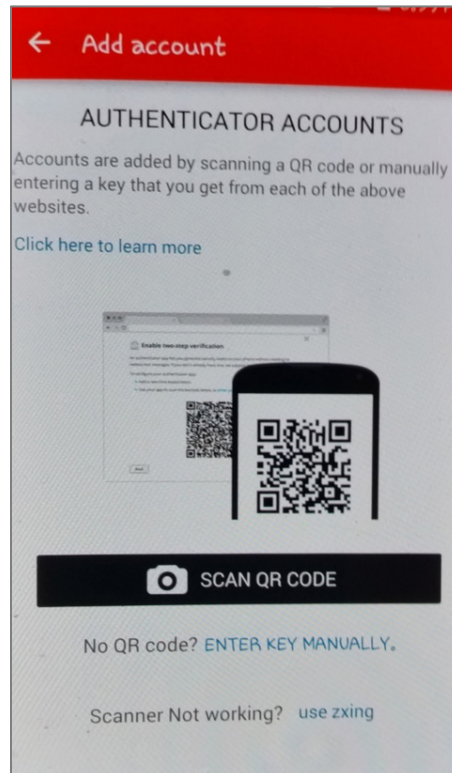 Add account
AUTHENTICATOR ACCOUNTS
Accounts are added by scanning a QR code or manually
entering a key that you get from each of the above
websites.
Click here to learn more
Enable two-step verification
SCAN QR CODE
No QR code? ENTER KEY MANUALLY.
Scanner Not working? use zxing